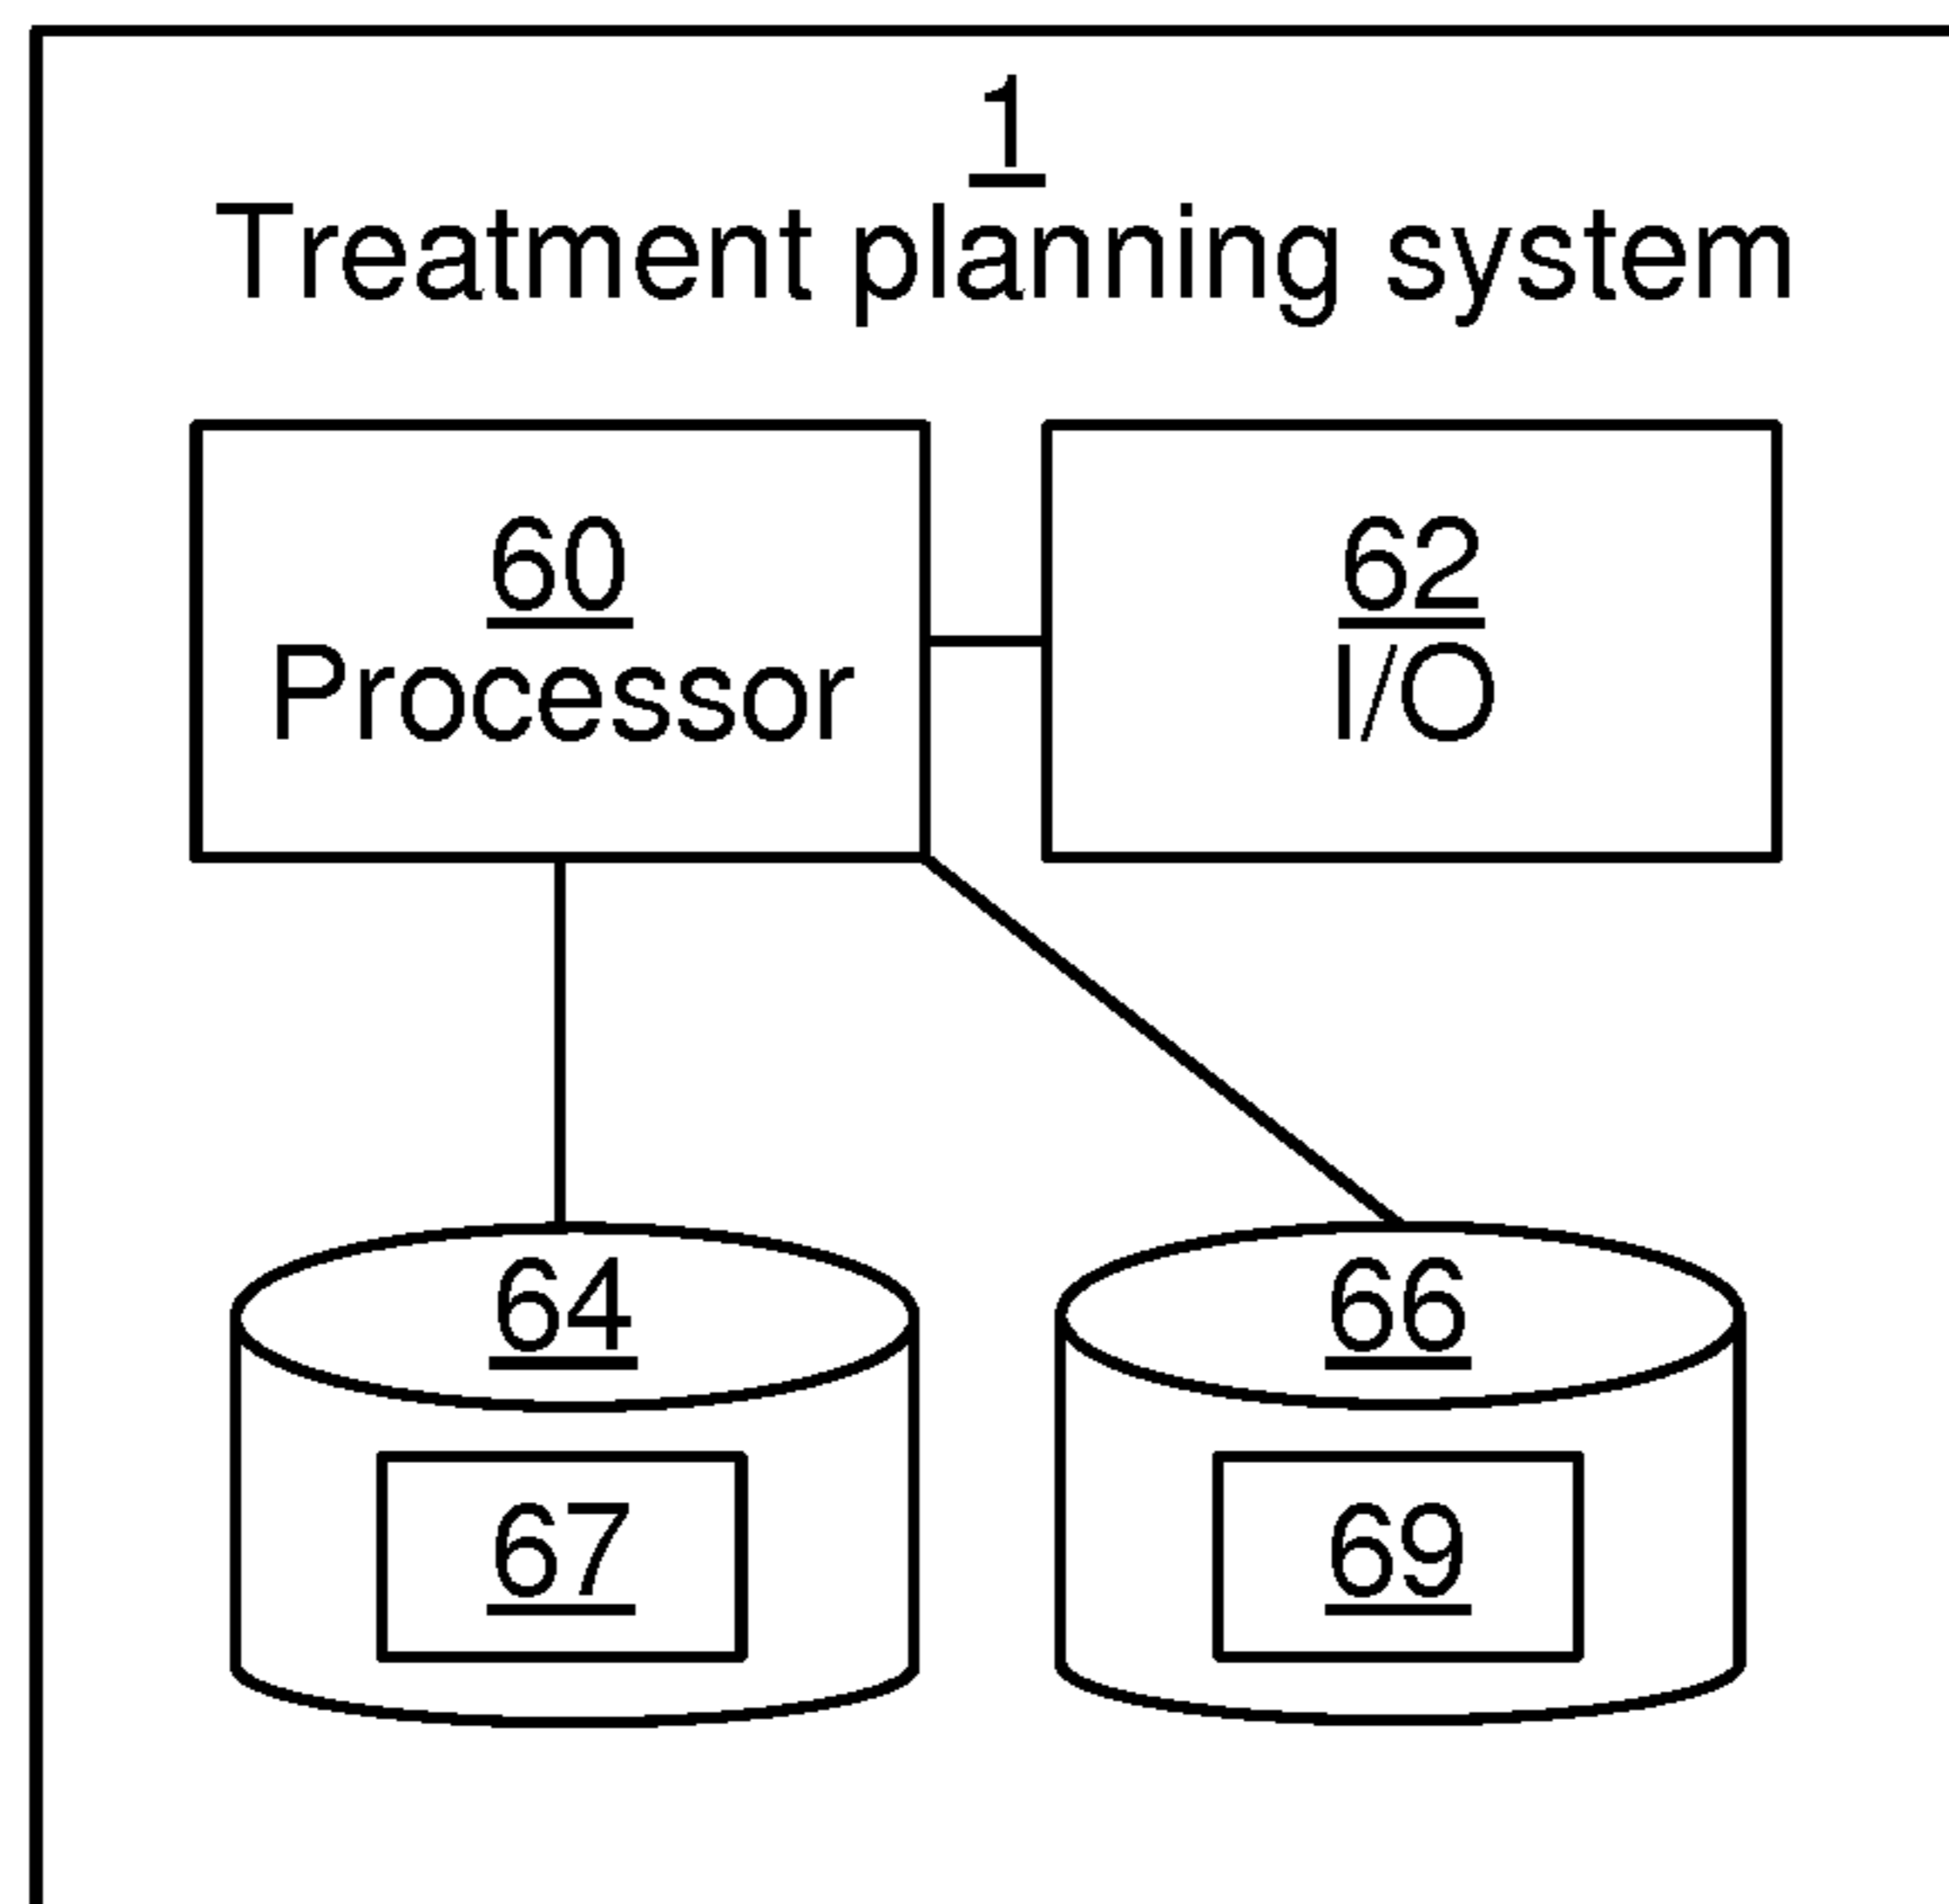 1
Treatment planning system
60
Processor
62
I/O
64
66
67
69